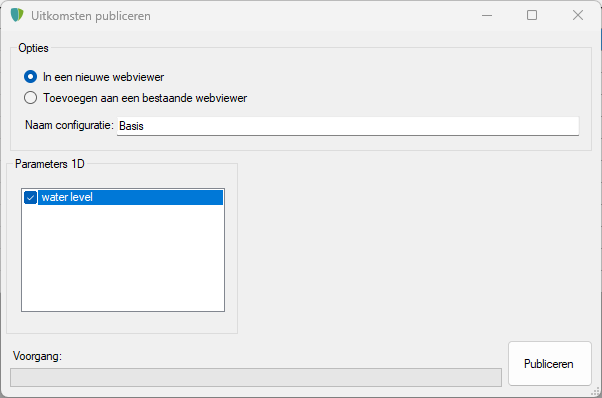 Uitkomsten publiceren
Opties
In een nieuwe webviewer
Toevoegen aan een bestaande webviewer
Naam configuratie: Basis
Parameters 1D
water level
Voorgang:
Publiceren